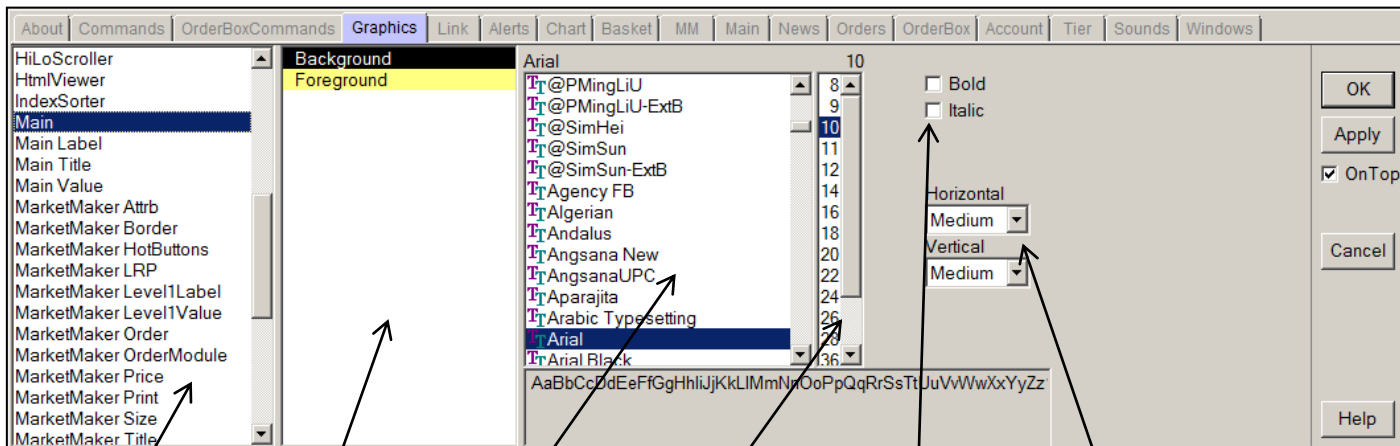 About Commands OrderBoxCommands Graphics Link Alerts Chart Basket MM Main News Orders OrderBox Account Tier Sounds Windows
HiLoScroller
HtmlViewer
IndexSorter
Main
Main Label
Main Title
Main Value
MarketMaker Attrb
MarketMaker Border
MarketMaker HotButtons
MarketMaker LRP
MarketMaker Level1Label
MarketMaker Level1Value
MarketMaker Order
MarketMaker OrderModule
MarketMaker Price
MarketMaker Print
MarketMaker Size
MarketMaker Title
Background
Foreground
Arial 10
@PMingLiU
@PMingLiU-ExtB
@SimHei
@SimSun
@SimSun-ExtB
Agency FB
Algerian
Andalus
Angsana New
AngsanaUPC
Aparajita
Arabic Typesetting
Arial
Arial Black
8
9
10
11
12
14
16
18
20
22
24
26
28
36
AaBbCcDdEeFfGgHhIiJjKkLlMmNnOoPpQqRrSsTtUuVvWwXxYyZz
Bold
Italic
Horizontal
Medium
Vertical
Medium
OK
Apply
OnTop
Cancel
Help